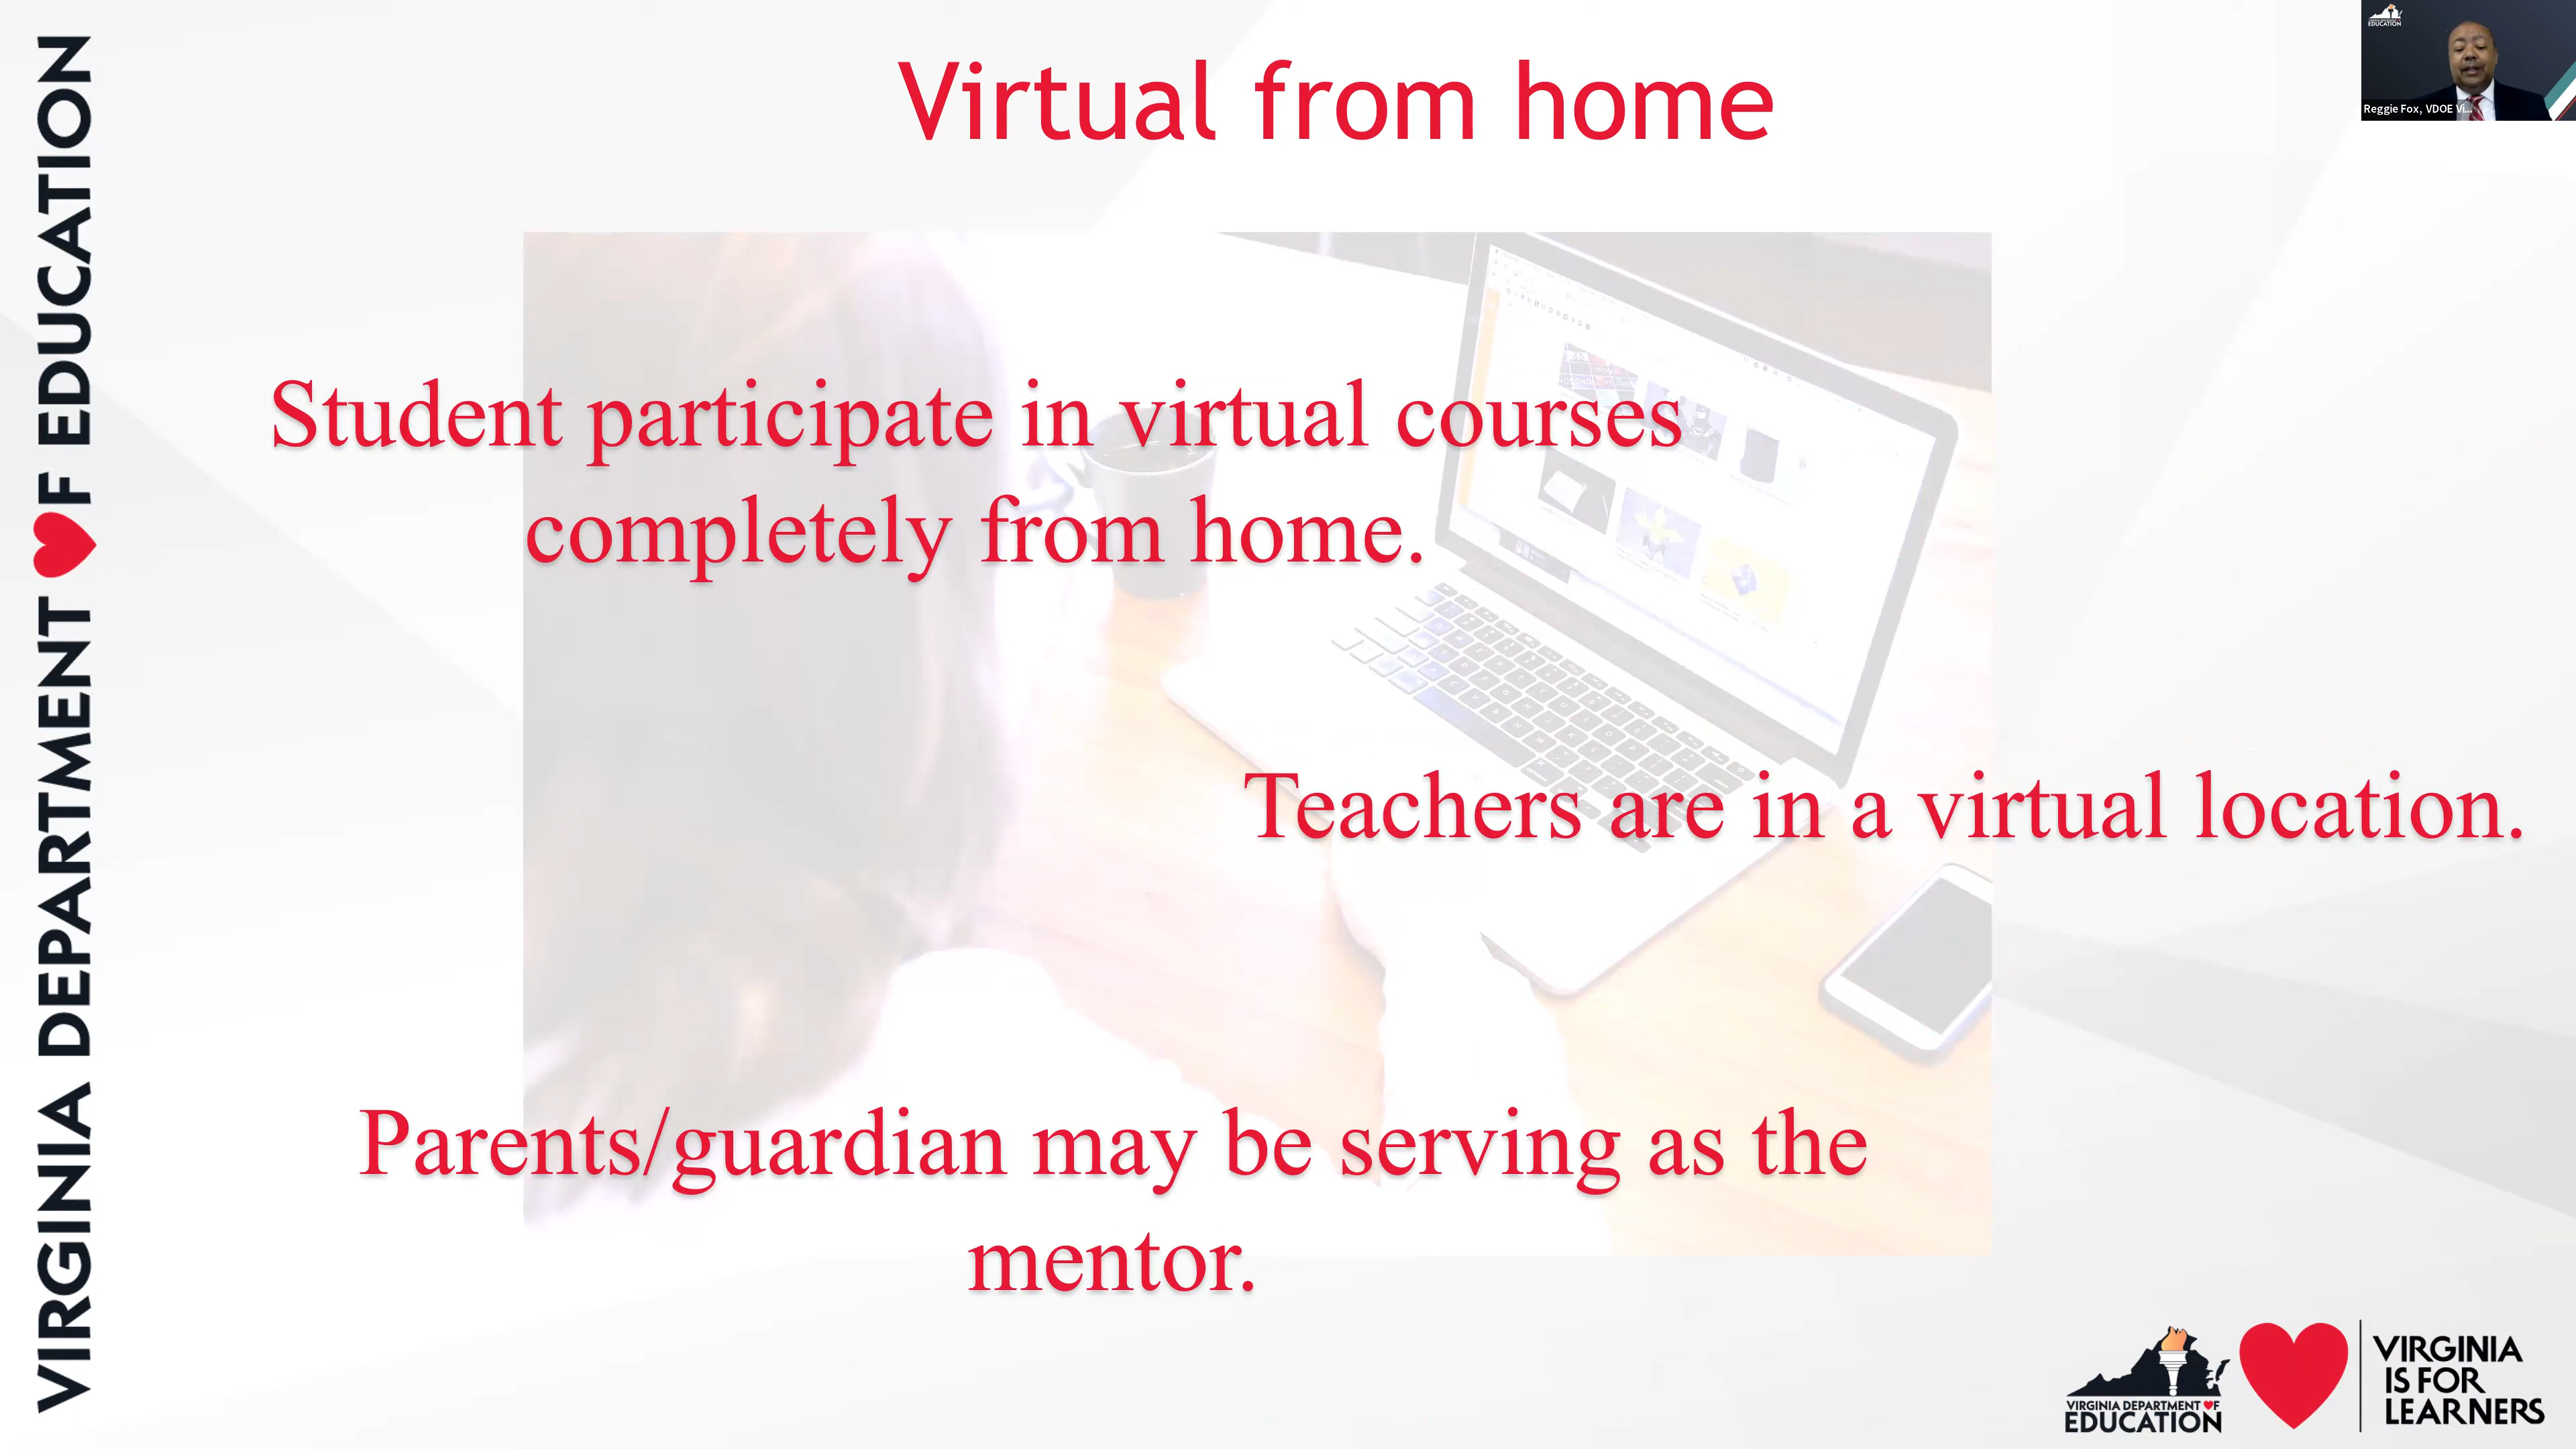 VIRGINIA DEPARTMENT OF EDUCATION
Virtual from home
EDUCATION
Reggie Fox, VDOE Vi...
Student participate in virtual courses
completely from home.
Teachers are in a virtual location.
Parents/guardian may be serving as the
mentor.
VIRGINIA DEPARTMENT OF
EDUCATION
VIRGINIA
IS FOR
LEARNERS